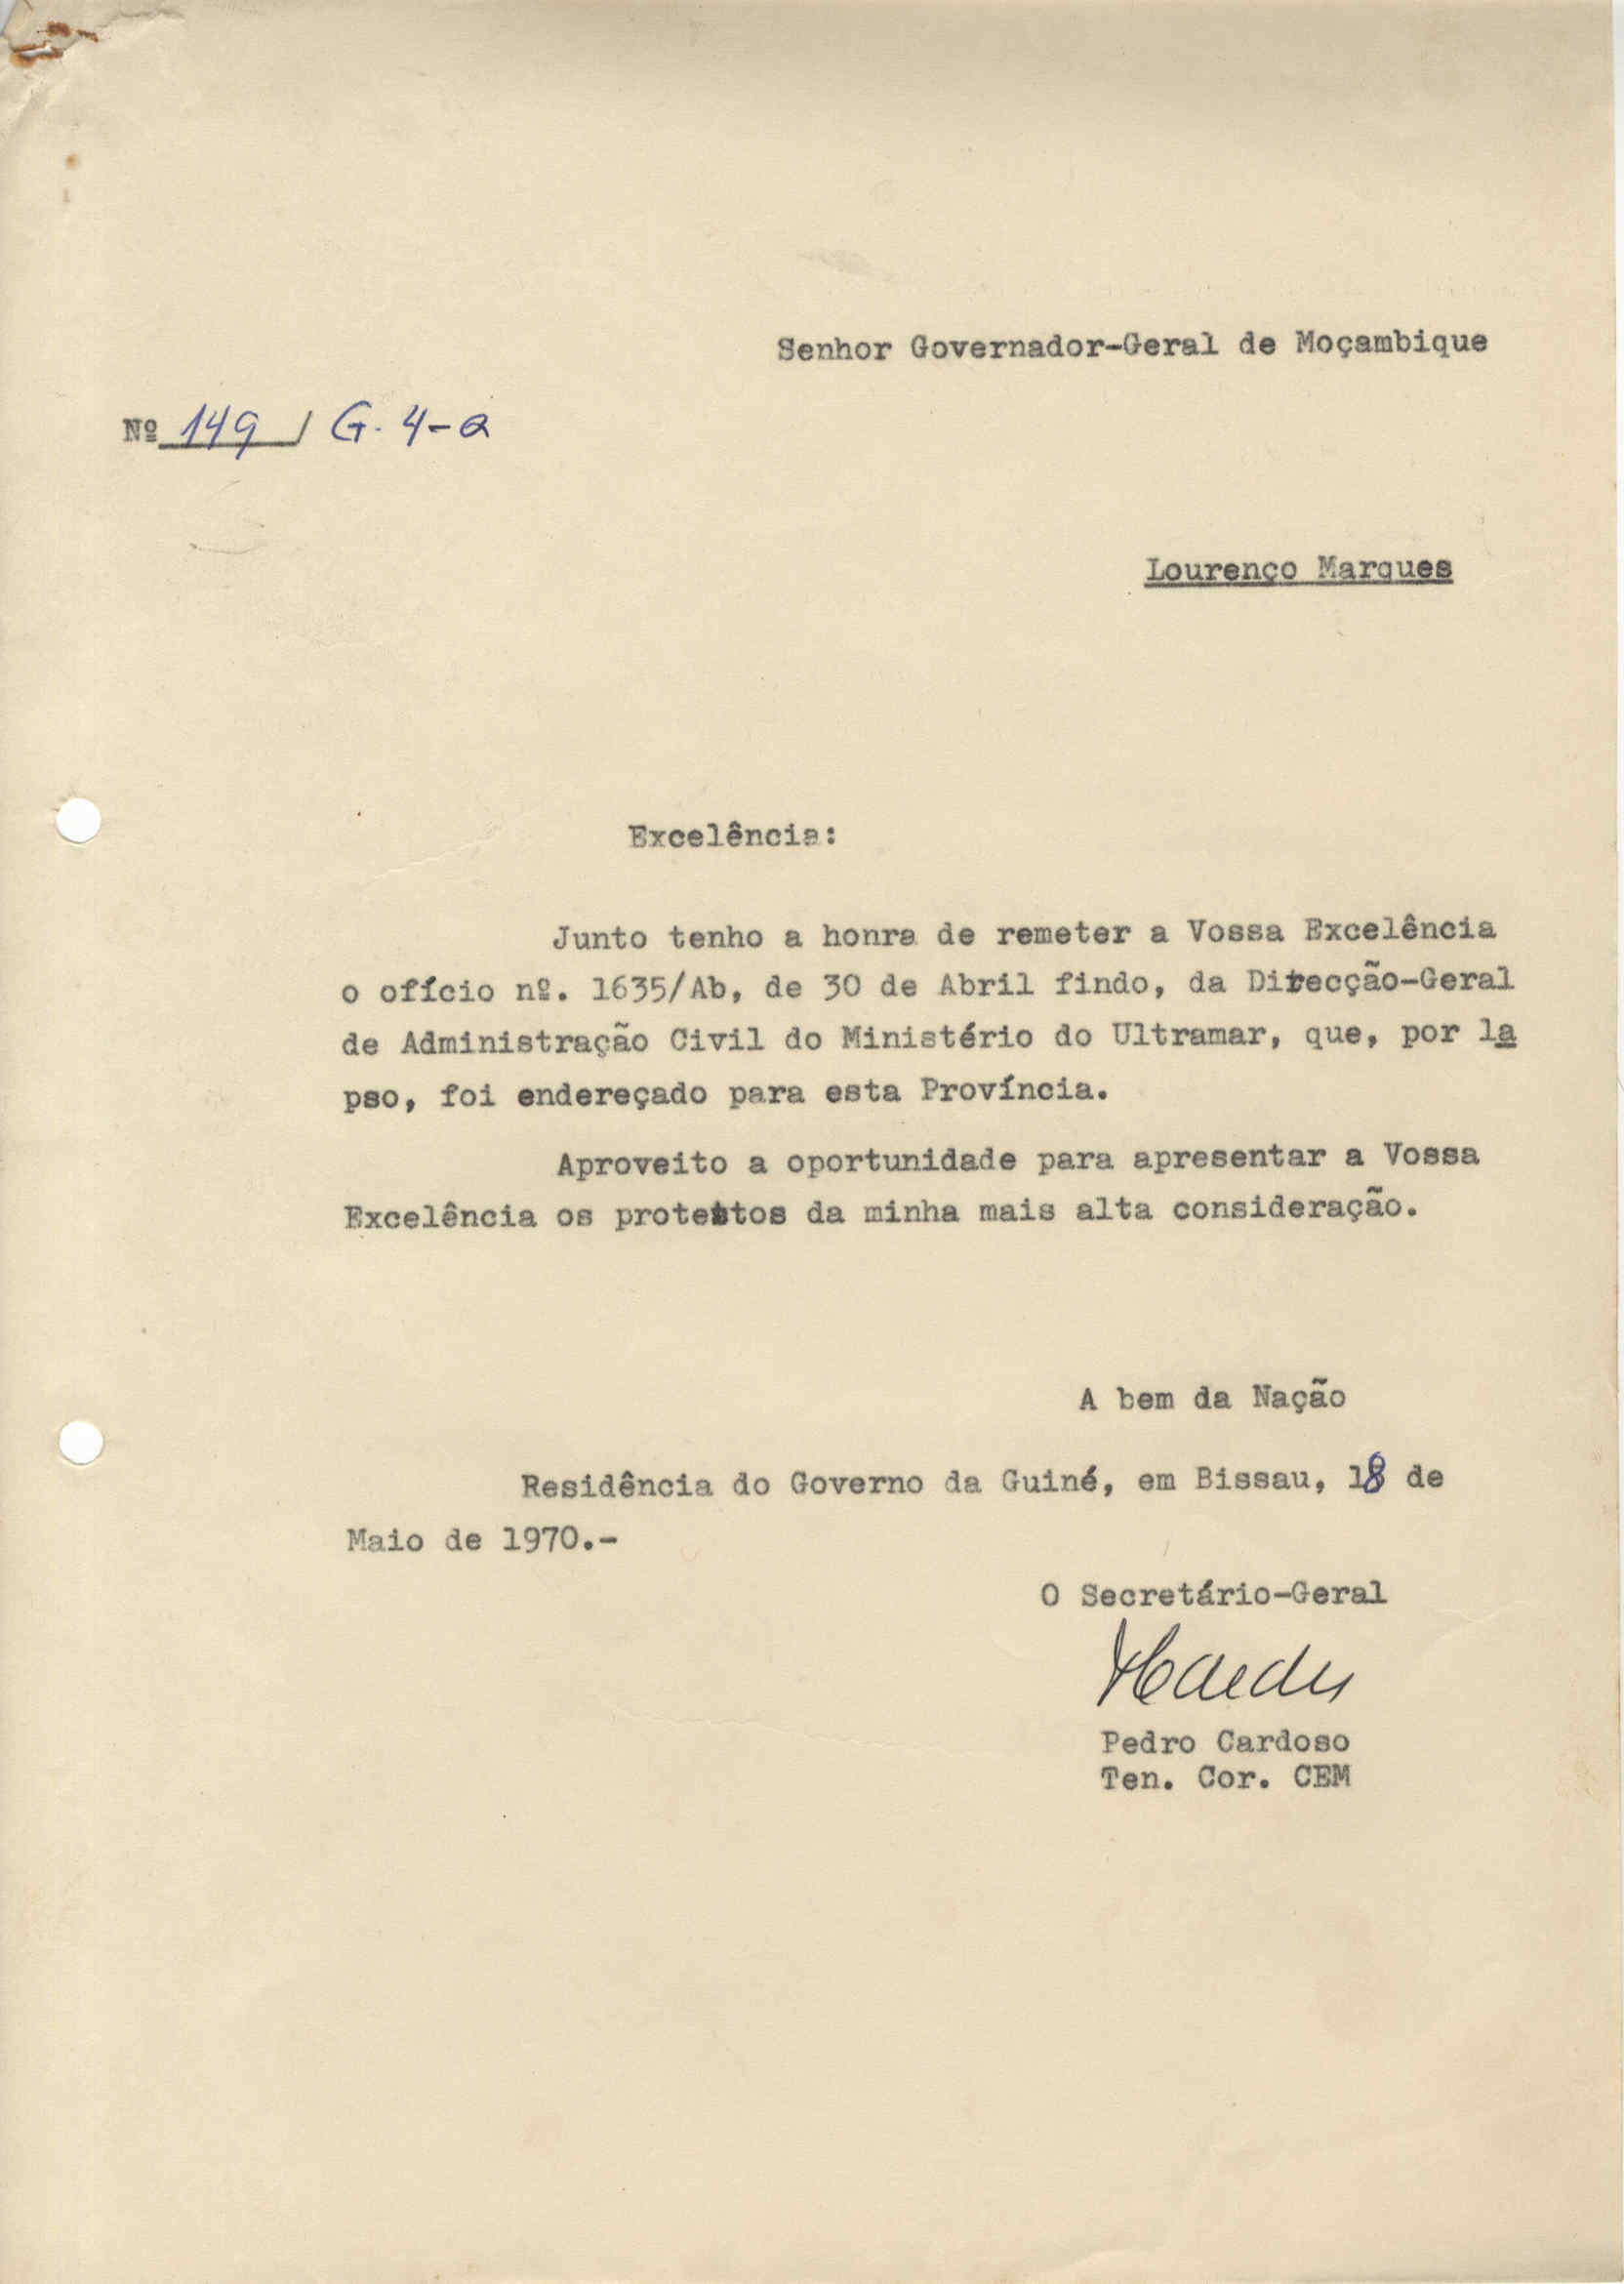 Senhor Governador-Geral de Moçambique
Nº 149 / G. 4-a
Lourenço Marques
Excelência:
Junto tenho a honra de remeter a Vossa Excelência
o ofício nº. 1635/Ab, de 30 de Abril findo, da Direcção-Geral
de Administração Civil do Ministério do Ultramar, que, por la
pso, foi endereçado para esta Província.
Aproveito a oportunidade para apresentar a Vossa
Excelência os protestos da minha mais alta consideração.
A bem da Nação
Residência do Governo da Guiné, em Bissau, 18 de
Maio de 1970.-
O Secretário-Geral
Pedro Cardoso
Ten. Cor. CEM